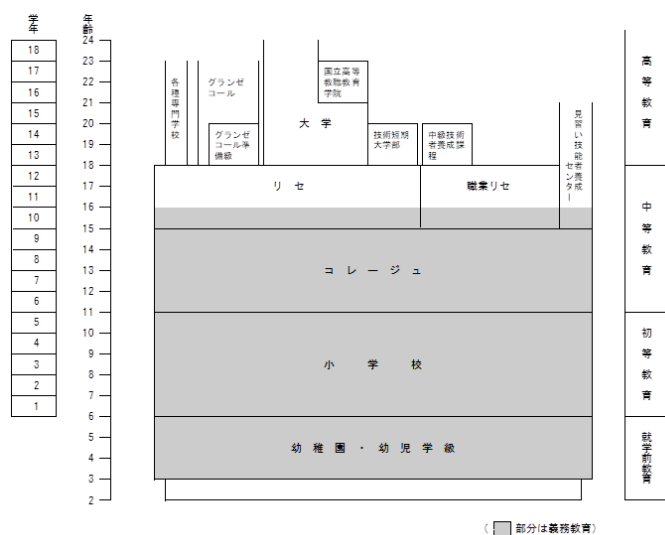 学年
年齢
18
17
16
15
14
13
12
11
10
9
8
7
6
5
4
3
2
1
24
23
22
21
20
19
18
17
16
15
14
13
12
11
10
9
8
7
6
5
4
3
2
各種専門学校
グランゼ
コール
グランゼ
コール準
備級
大学
国立高等
教職教育
学院
技術短期
大学部
中級技術
者養成課
程
見習い技能者養成
センター
リセ
職業リセ
コレージュ
小学校
幼稚園・幼児学級
高等教育
中等教育
初等教育
就学前教育
(部分は義務教育)